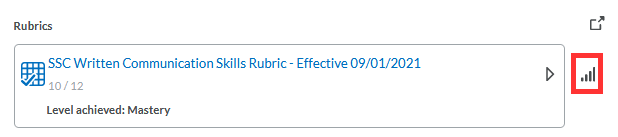 Rubrics
SSC Written Communication Skills Rubric - Effective 09/01/2021
10 / 12
Level achieved: Mastery